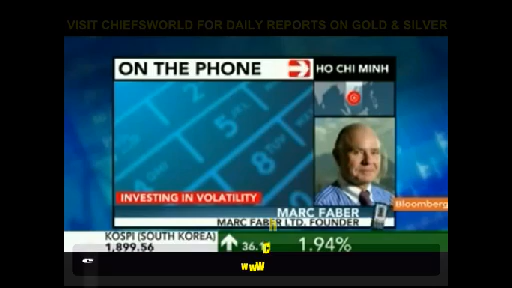 VISIT CHIEFSWORLD FOR DAILY REPORTS ON GOLD & SILVER
ON THE PHONE
HO CHI MINH
INVESTING IN VOLATILITY
MARC FABER
MARC FABER LTD. FOUNDER
Bloomberg
KOSPI (SOUTH KOREA)
1,899.56
1.94%
www